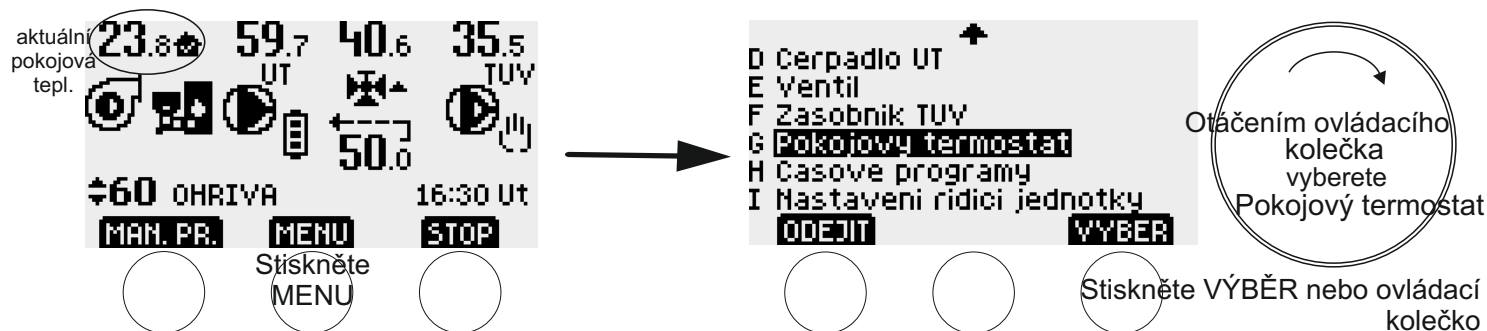 aktuální
pokojová
tepl.
23.8 59.7 40.6 35.5
UT TUV
50.0
60 OHRIVA 16:30 Ut
MAN. PR. MENU STOP
Stiskněte
MENU
D Cerpadlo UT
E Ventil
F Zasobnik TUV
G Pokojovy termostat
H Casove programy
I Nastaveni ridici jednotky
ODEJIT VYBER
Otáčením ovládacího
kolečka
vyberete
Pokojový termostat
Stiskněte VÝBĚR nebo ovládací
kolečko